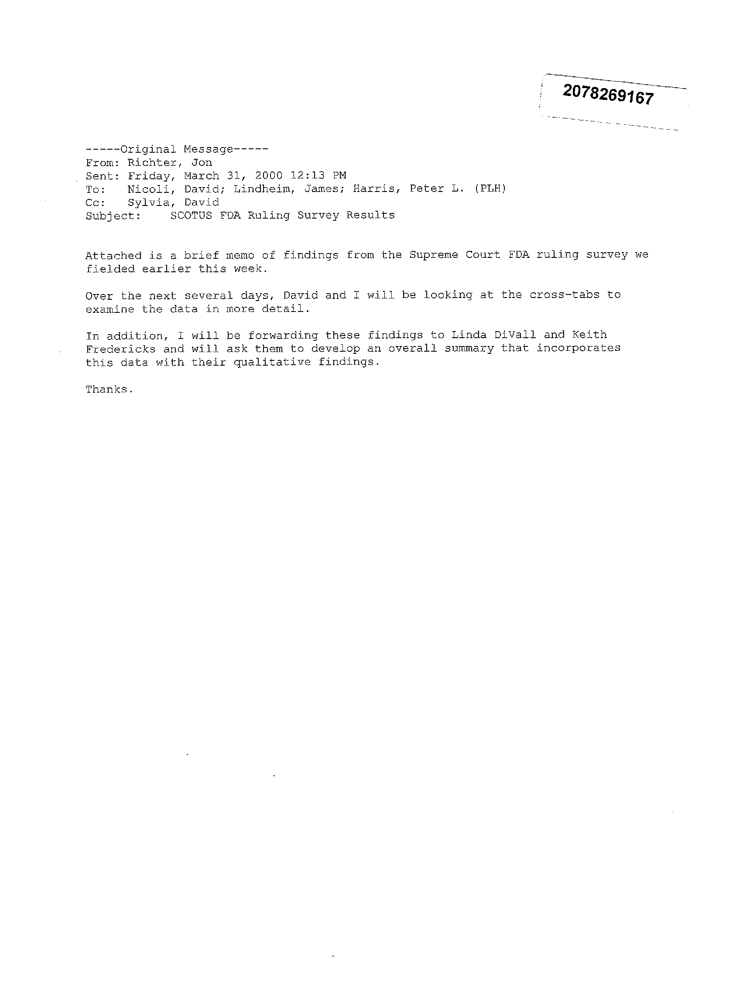 2078269167
-----Original Message-----
From: Richter, Jon
Sent: Friday, March 31, 2000 12:13 PM
To:   Nicoli, David; Lindheim, James; Harris, Peter L. (PLH)
Cc:   Sylvia, David
Subject:    SCOTUS FDA Ruling Survey Results
Attached is a brief memo of findings from the Supreme Court FDA ruling survey we
fielded earlier this week.
Over the next several days, David and I will be looking at the cross-tabs to
examine the data in more detail.
In addition, I will be forwarding these findings to Linda DiVall and Keith
Fredericks and will ask them to develop an overall summary that incorporates
this data with their qualitative findings.
Thanks.